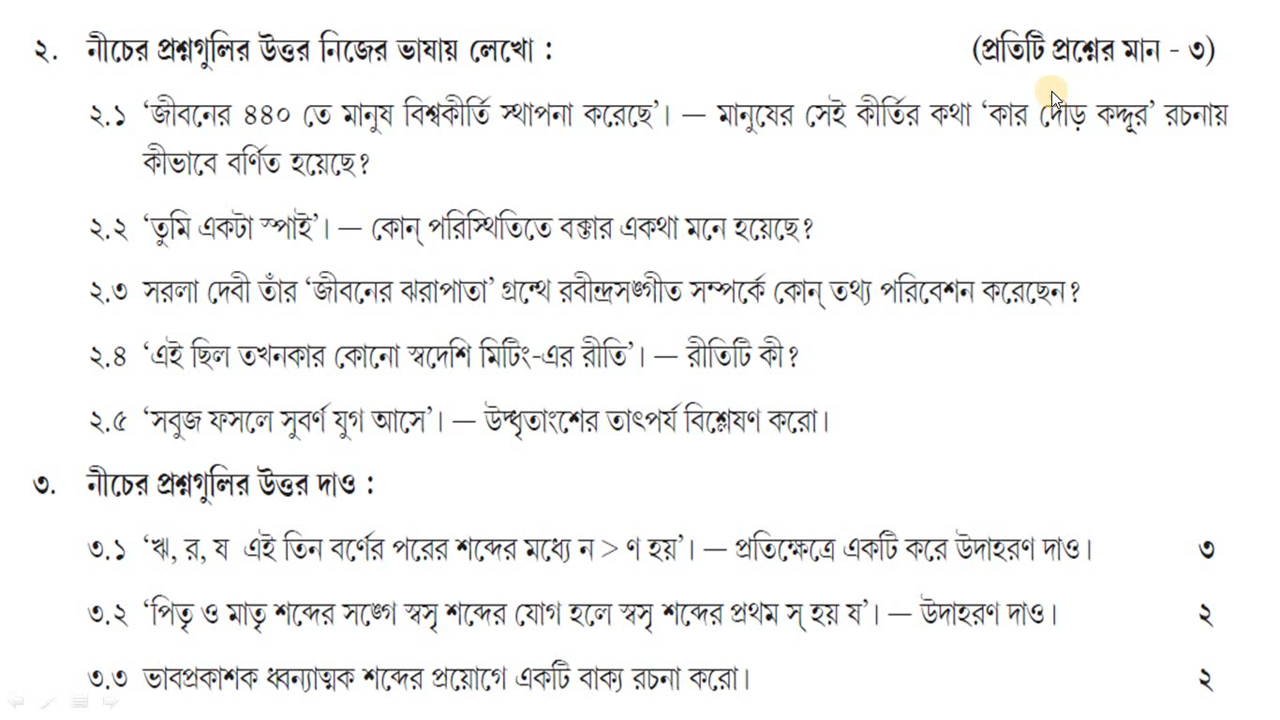 ২. নীচের প্রশ্নগুলির উত্তর নিজের ভাষায় লেখো : (প্রতিটি প্রশ্নের মান - ৩)
২.১ ‘জীবনের ৪৪০ তে মানুষ বিশ্বকীর্তি স্থাপনা করেছে’। — মানুষের সেই কীর্তির কথা ‘কার দৌড় কদ্দূর’ রচনায়
কীভাবে বর্ণিত হয়েছে?
২.২ ‘তুমি একটা স্পাই’। — কোন্ পরিস্থিতিতে বক্তার একথা মনে হয়েছে?
২.৩ সরলা দেবী তাঁর ‘জীবনের ঝরাপাতা’ গ্রন্থে রবীন্দ্রসঙ্গীত সম্পর্কে কোন্ তথ্য পরিবেশন করেছেন?
২.৪ ‘এই ছিল তখনকার কোনো স্বদেশি মিটিং-এর রীতি’। — রীতিটি কী?
২.৫ ‘সবুজ ফসলে সুবর্ণ যুগ আসে’। — উদ্ধৃতাংশের তাৎপর্য বিশ্লেষণ করো।
৩. নীচের প্রশ্নগুলির উত্তর দাও :
৩.১ ‘ঋ, র, ষ এই তিন বর্ণের পরের শব্দের মধ্যে ন > ণ হয়’। — প্রতিক্ষেত্রে একটি করে উদাহরণ দাও। ৩
৩.২ ‘পিতৃ ও মাতৃ শব্দের সঙ্গে স্বসৃ শব্দের যোগ হলে স্বসৃ শব্দের প্রথম স্ হয় ষ’। — উদাহরণ দাও। ২
৩.৩ ভাবপ্রকাশক ধ্বন্যাত্মক শব্দের প্রয়োগে একটি বাক্য রচনা করো। ২